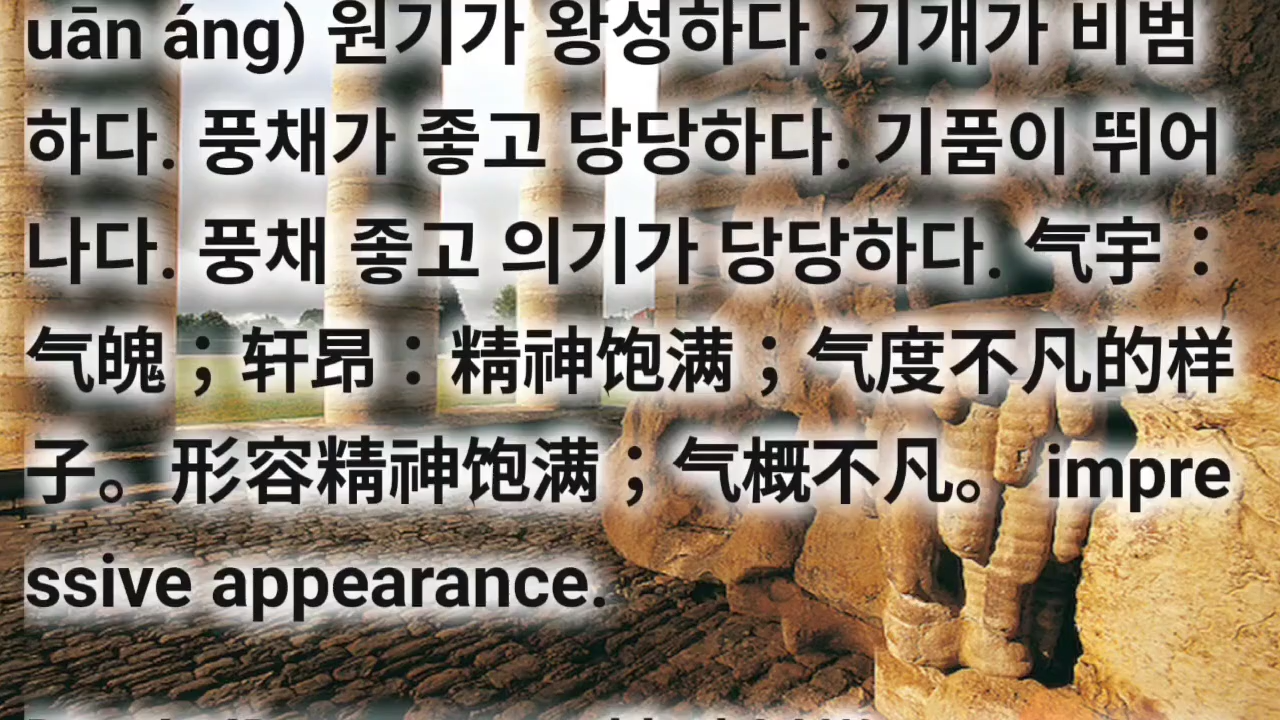 uān áng) 원기가 왕성하다. 기개가 비범
하다. 풍채가 좋고 당당하다. 기품이 뛰어
나다. 풍채 좋고 의기가 당당하다. 气宇：
气魄；轩昂：精神饱满；气度不凡的样
子。形容精神饱满；气概不凡。 impre
ssive appearance.